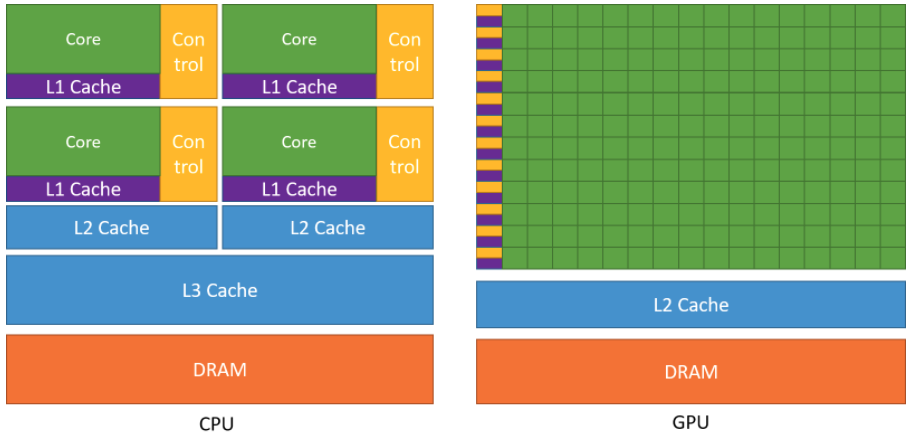 Core
Con
trol
Core
Con
trol
L1 Cache
L1 Cache
Core
Con
trol
Core
Con
trol
L1 Cache
L1 Cache
L2 Cache
L2 Cache
L3 Cache
DRAM
CPU
L2 Cache
DRAM
GPU